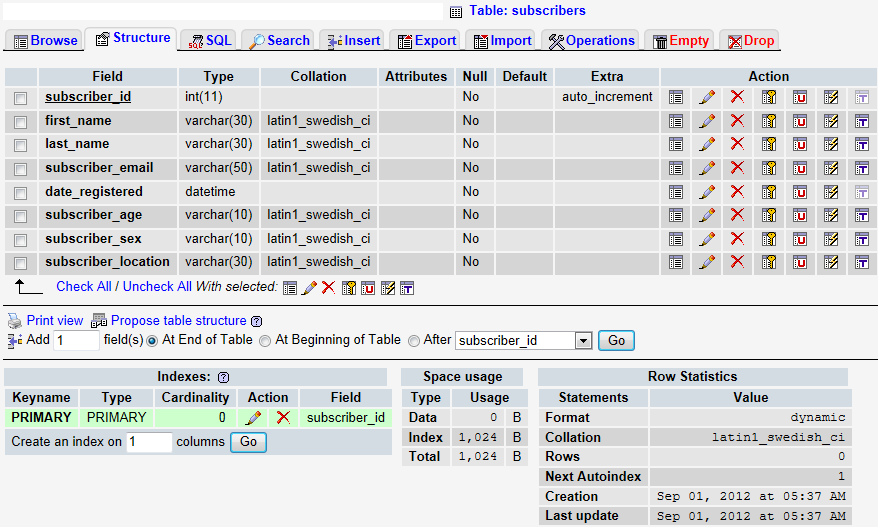 Table: subscribers
Browse Structure SQL Search Insert Export Import Operations Empty Drop
Field Type Collation Attributes Null Default Extra Action
subscriber_id int(11) No auto_increment
first_name varchar(30) latin1_swedish_ci No
last_name varchar(30) latin1_swedish_ci No
subscriber_email varchar(50) latin1_swedish_ci No
date_registered datetime No
subscriber_age varchar(10) latin1_swedish_ci No
subscriber_sex varchar(10) latin1_swedish_ci No
subscriber_location varchar(30) latin1_swedish_ci No
Check All / Uncheck All With selected:
Print view Propose table structure
Add 1 field(s) At End of Table At Beginning of Table After subscriber_id Go
Indexes:
Keyname Type Cardinality Action Field
PRIMARY PRIMARY 0 subscriber_id
Create an index on 1 columns Go
Space usage
Type Usage
Data 0 B
Index 1,024 B
Total 1,024 B
Row Statistics
Statements Value
Format dynamic
Collation latin1_swedish_ci
Rows 0
Next Autoindex 1
Creation Sep 01, 2012 at 05:37 AM
Last update Sep 01, 2012 at 05:37 AM